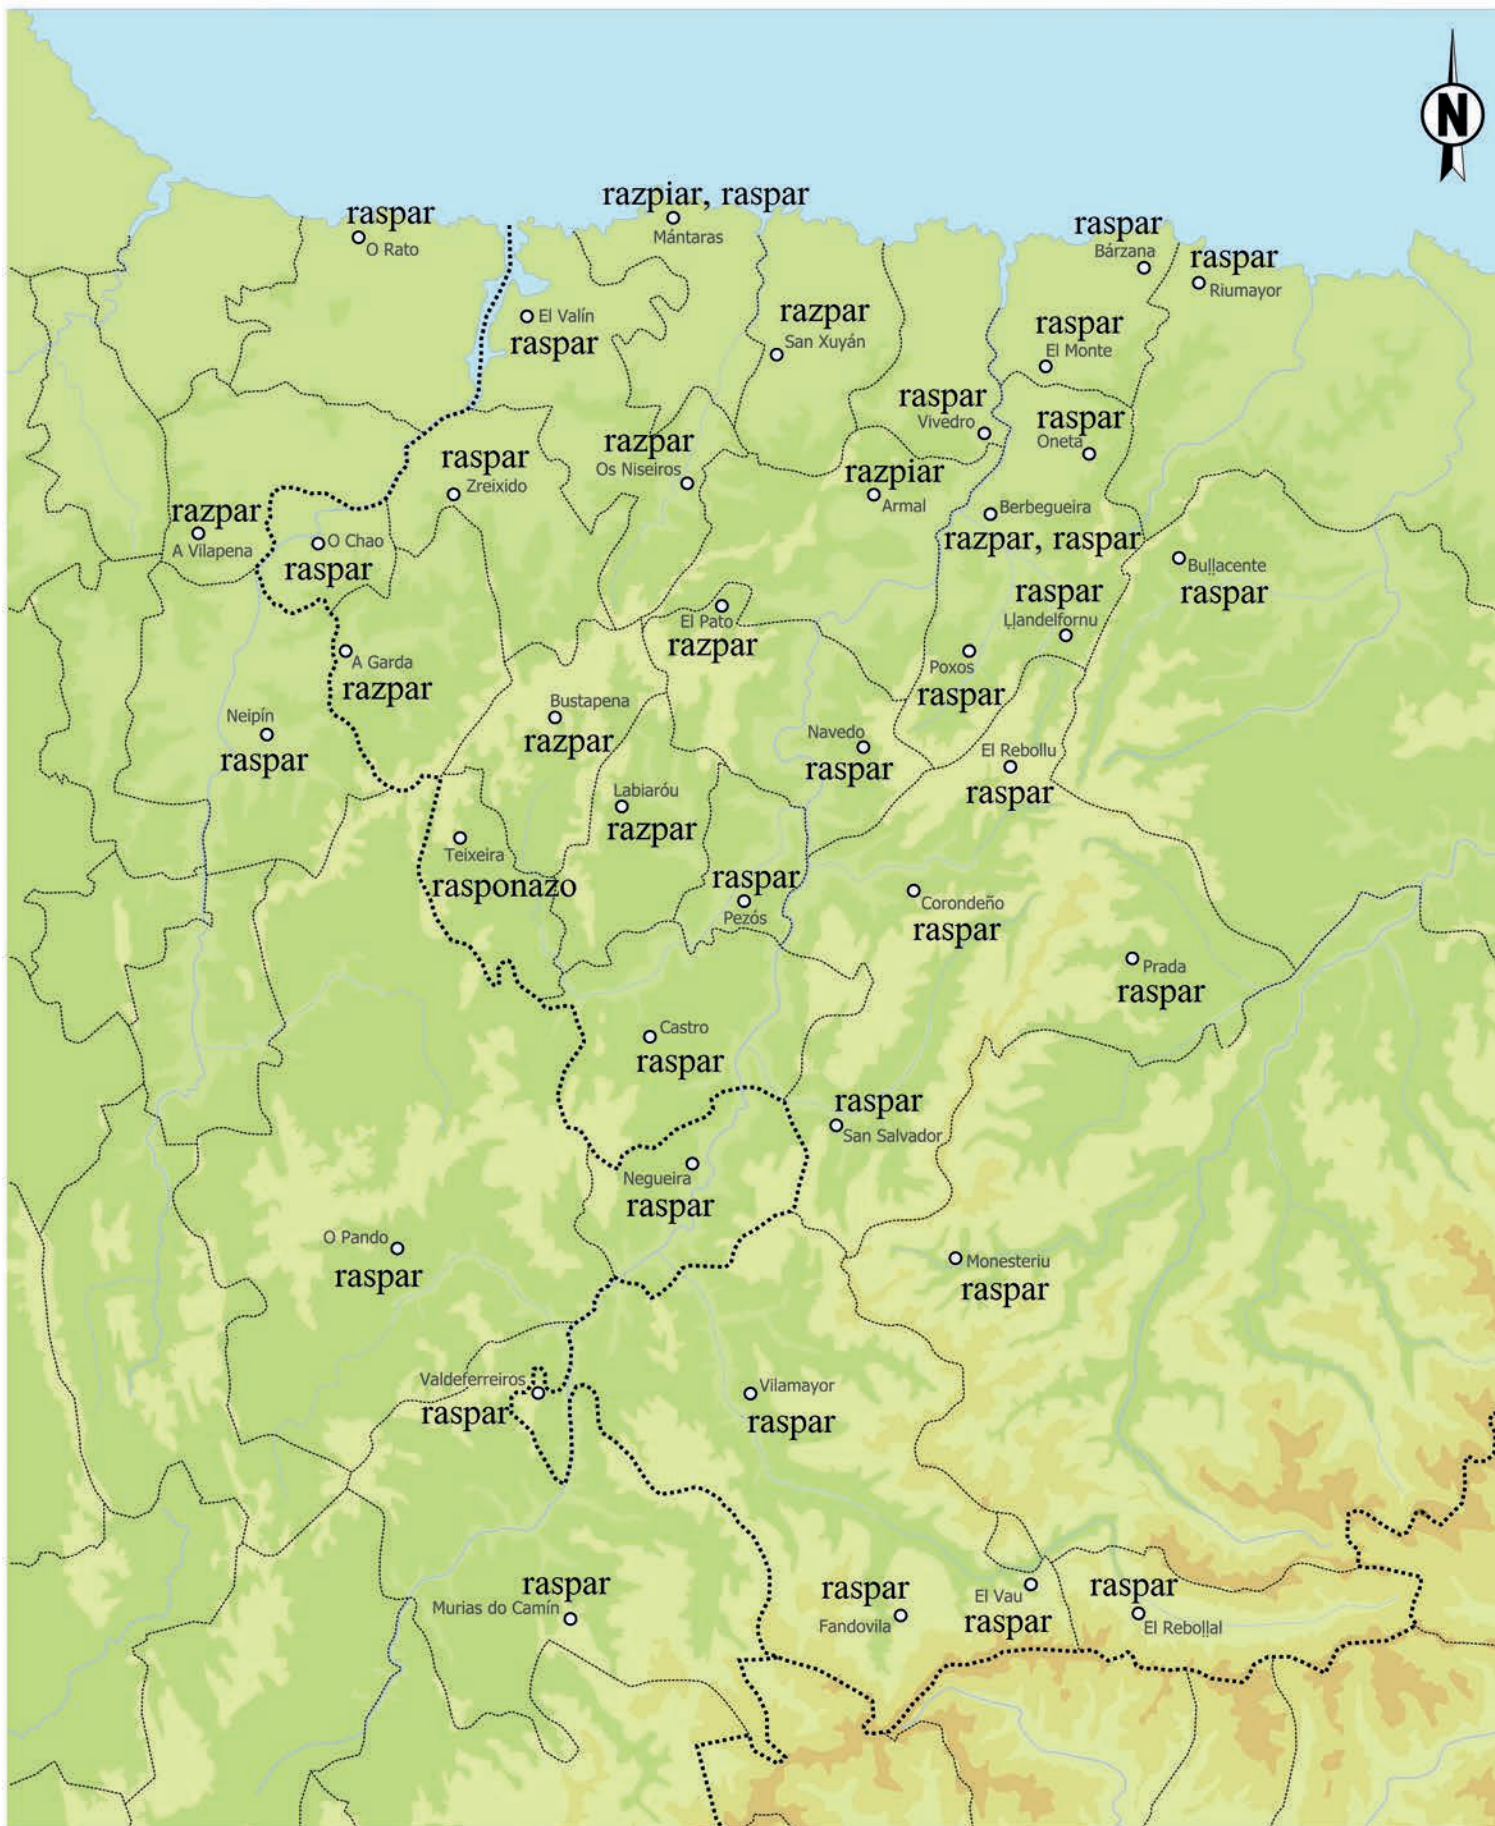 N
razpiar, raspar
Mántaras
raspar
O Rato
raspar
Bárzana
raspar
Riumayor
El Valín
raspar
razpar
San Xuyán
raspar
El Monte
raspar
Vivedro
raspar
Oneta
razpar
Os Niseiros
raspar
Zreixido
razpiar
Armal
razpar
A Vilapena
O Chao
raspar
Berbegueira
razpar, raspar
Buḷḷacente
raspar
raspar
Ḷḷandelfornu
El Pato
razpar
A Garda
razpar
Poxos
raspar
Bustapena
razpar
Neipín
raspar
Navedo
raspar
El Rebollu
raspar
Labiaróu
razpar
Teixeira
rasponazo
raspar
Pezós
Corondeño
raspar
Prada
raspar
Castro
raspar
raspar
San Salvador
Negueira
raspar
O Pando
raspar
Monesteriu
raspar
Valdeferreiros
raspar
Vilamayor
raspar
raspar
Murias do Camín
raspar
Fandovila
El Vau
raspar
raspar
El Reboḷḷal